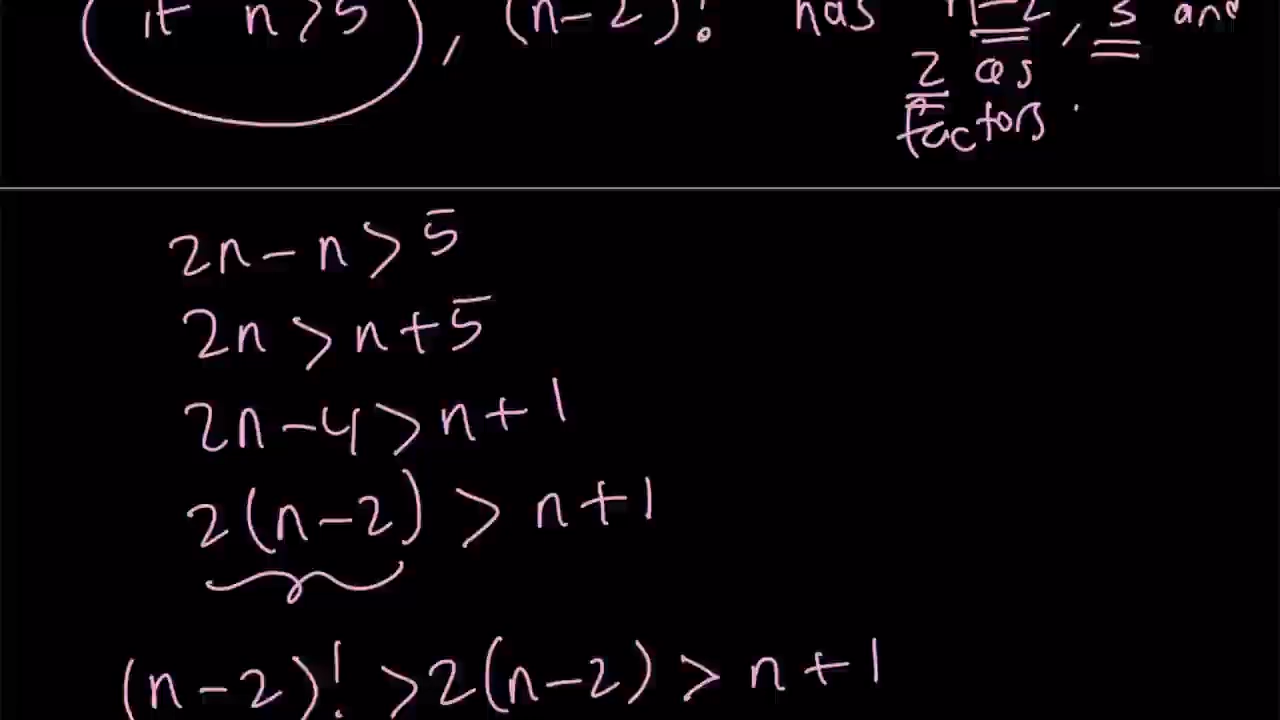 if n>5, (n-2)! has n-2, 3 and
2 as
factors.
2n-n>5
2n>n+5
2n-4>n+1
2(n-2)>n+1
(n-2)!>2(n-2)>n+1